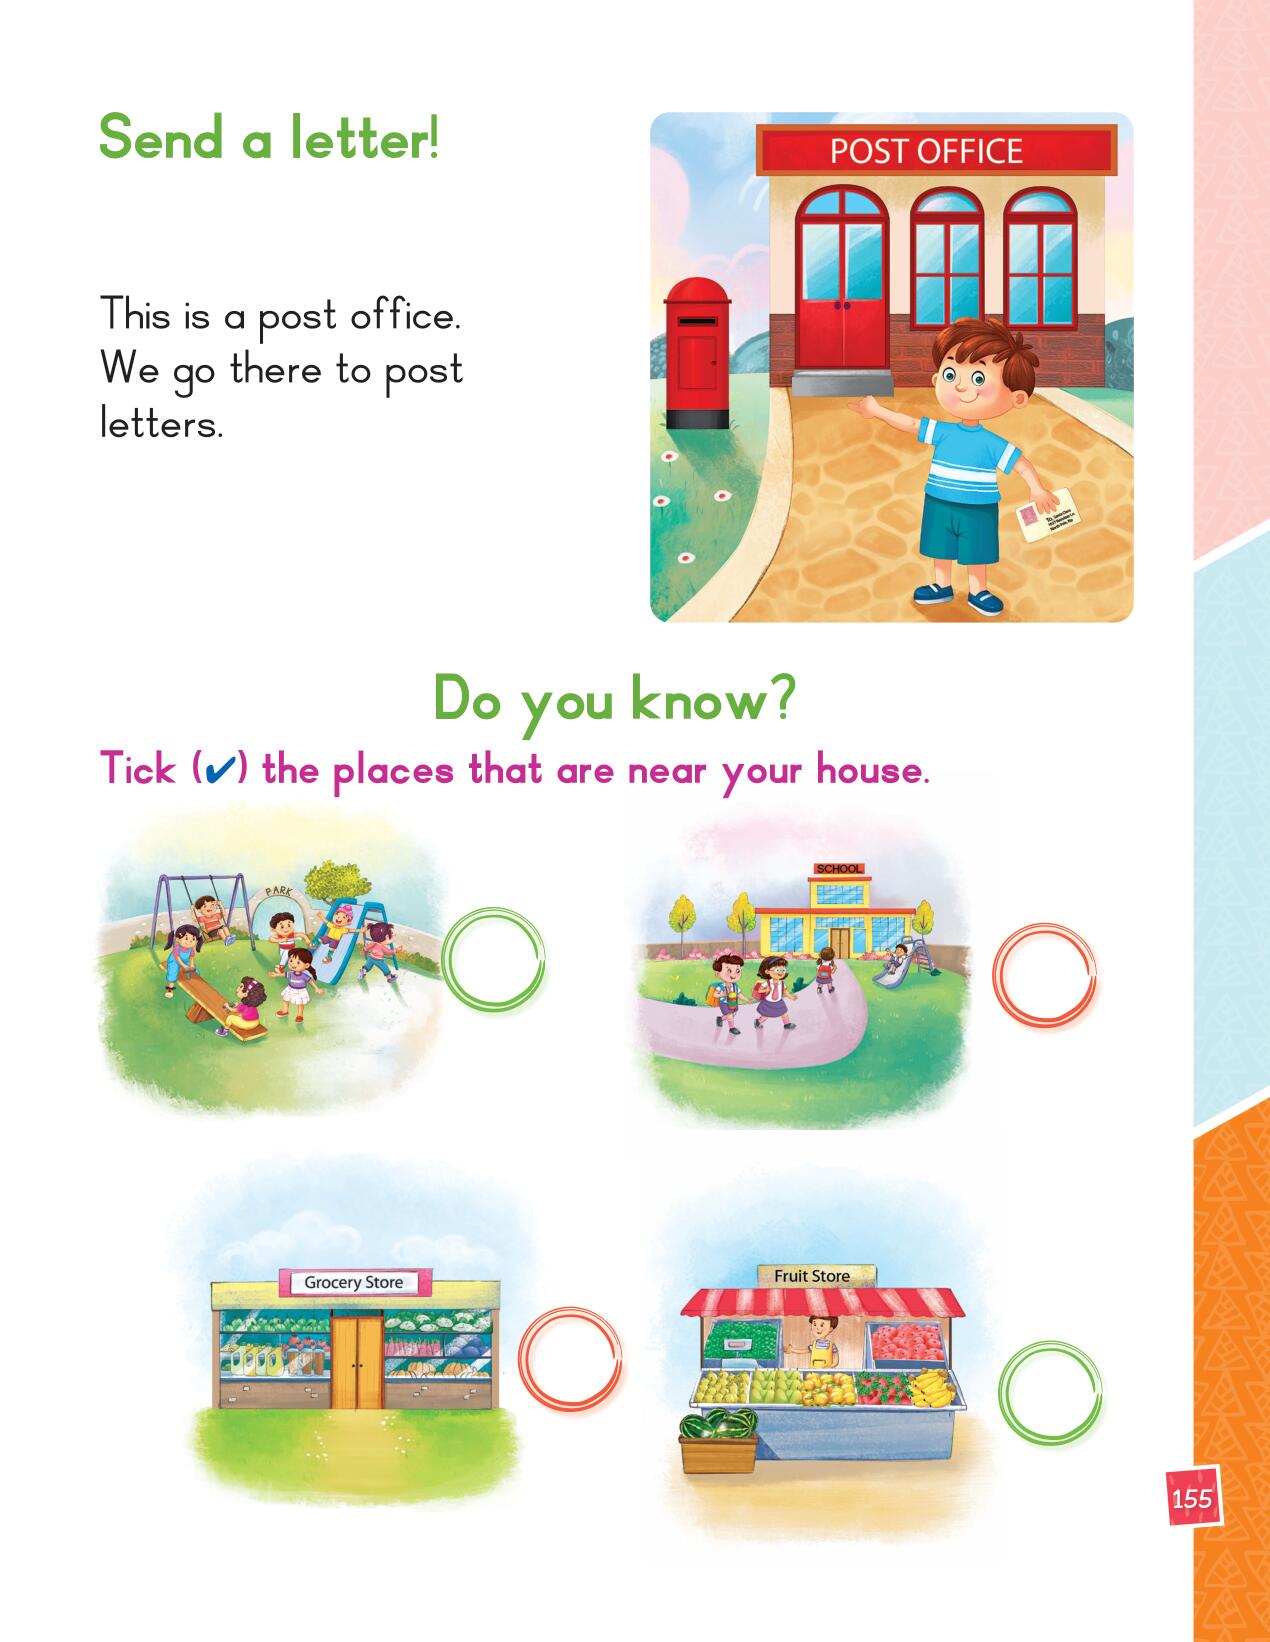 Send a letter!
POST OFFICE
This is a post office.
We go there to post
letters.
Do you know?
Tick (✔) the places that are near your house.
PARK
SCHOOL
Grocery Store
Fruit Store
155